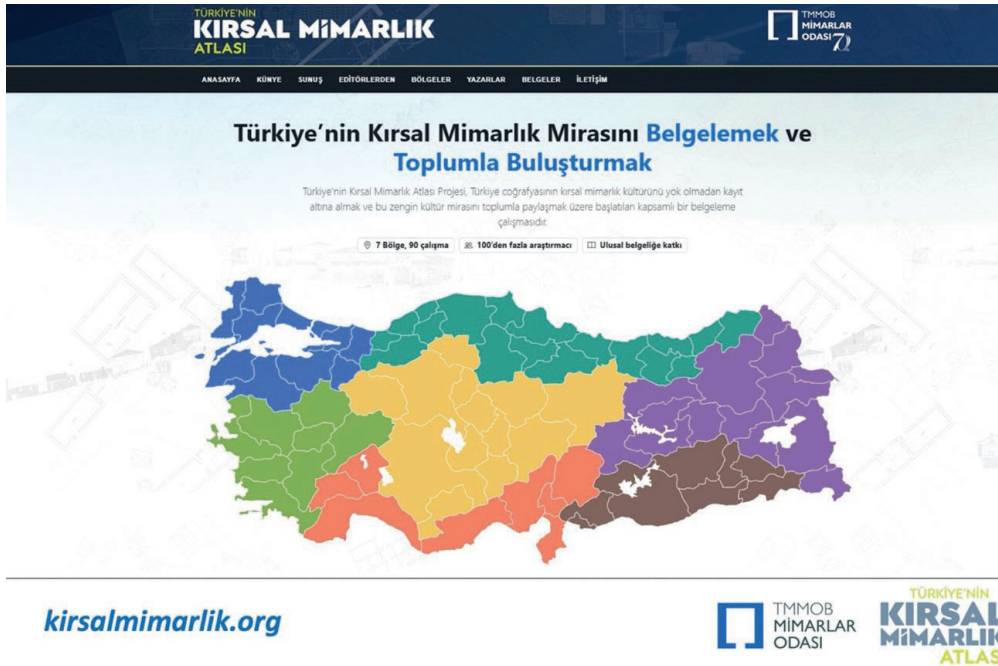 TÜRKİYE'NİN
KIRSAL MİMARLIK
ATLASI
TMMOB
MİMARLAR
ODASI 72
ANASAYFA KÜNYE SUNUŞ EDİTÖRLERDEN BÖLGELER YAZARLAR BELGELER İLETİŞİM
Türkiye'nin Kırsal Mimarlık Mirasını Belgelemek ve
Toplumla Buluşturmak
Türkiye'nin Kırsal Mimarlık Atlası Projesi, Türkiye coğrafyasının kırsal mimarlık kültürünü yok olmadan kayıt
altına almak ve bu zengin kültür mirasını toplumla paylaşmak üzere başlatılan kapsamlı bir belgeleme
çalışmasıdır.
7 Bölge, 90 çalışma 100'den fazla araştırmacı Ulusal belgeliğe katkı
kirsalmimarlik.org
TMMOB
MİMARLAR
ODASI
TÜRKİYE'NİN
KIRSAL
MİMARLIK
ATLAS